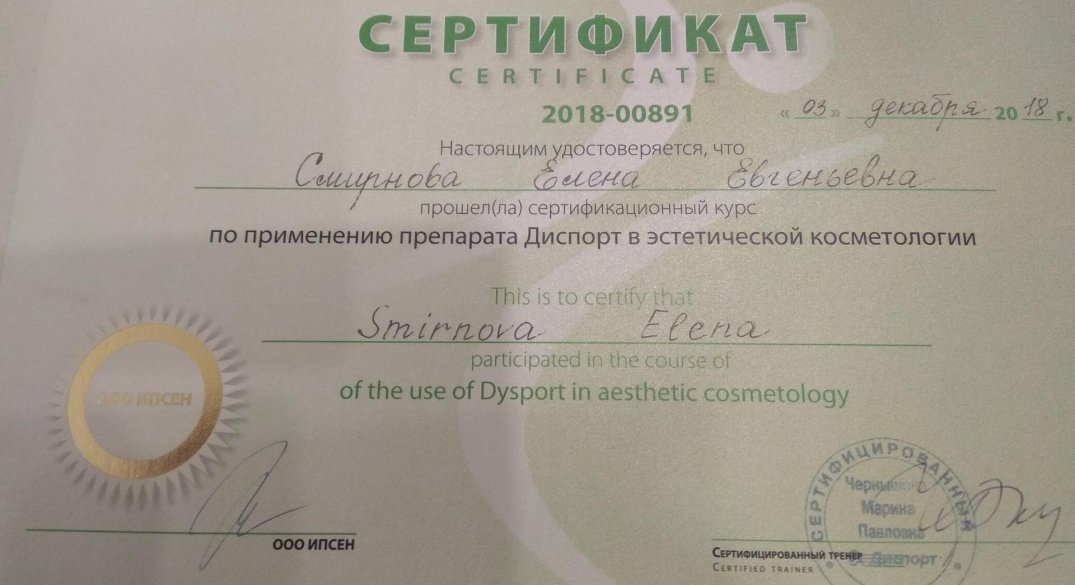 СЕРТИФИКАТ
CERTIFICATE
2018-00891 «03» декабря 2018 г.
Настоящим удостоверяется, что
Смирнова Елена Евгеньевна
прошел(ла) сертификационный курс
по применению препарата Диспорт в эстетической косметологии
This is to certify that
Smirnova Elena
participated in the course of
of the use of Dysport in aesthetic cosmetology
ООО ИПСЕН
ООО ИПСЕН
СЕРТИФИЦИРОВАННЫЙ
Марина
Павловна
Диспорт
СЕРТИФИЦИРОВАННЫЙ ТРЕНЕР
CERTIFIED TRAINER